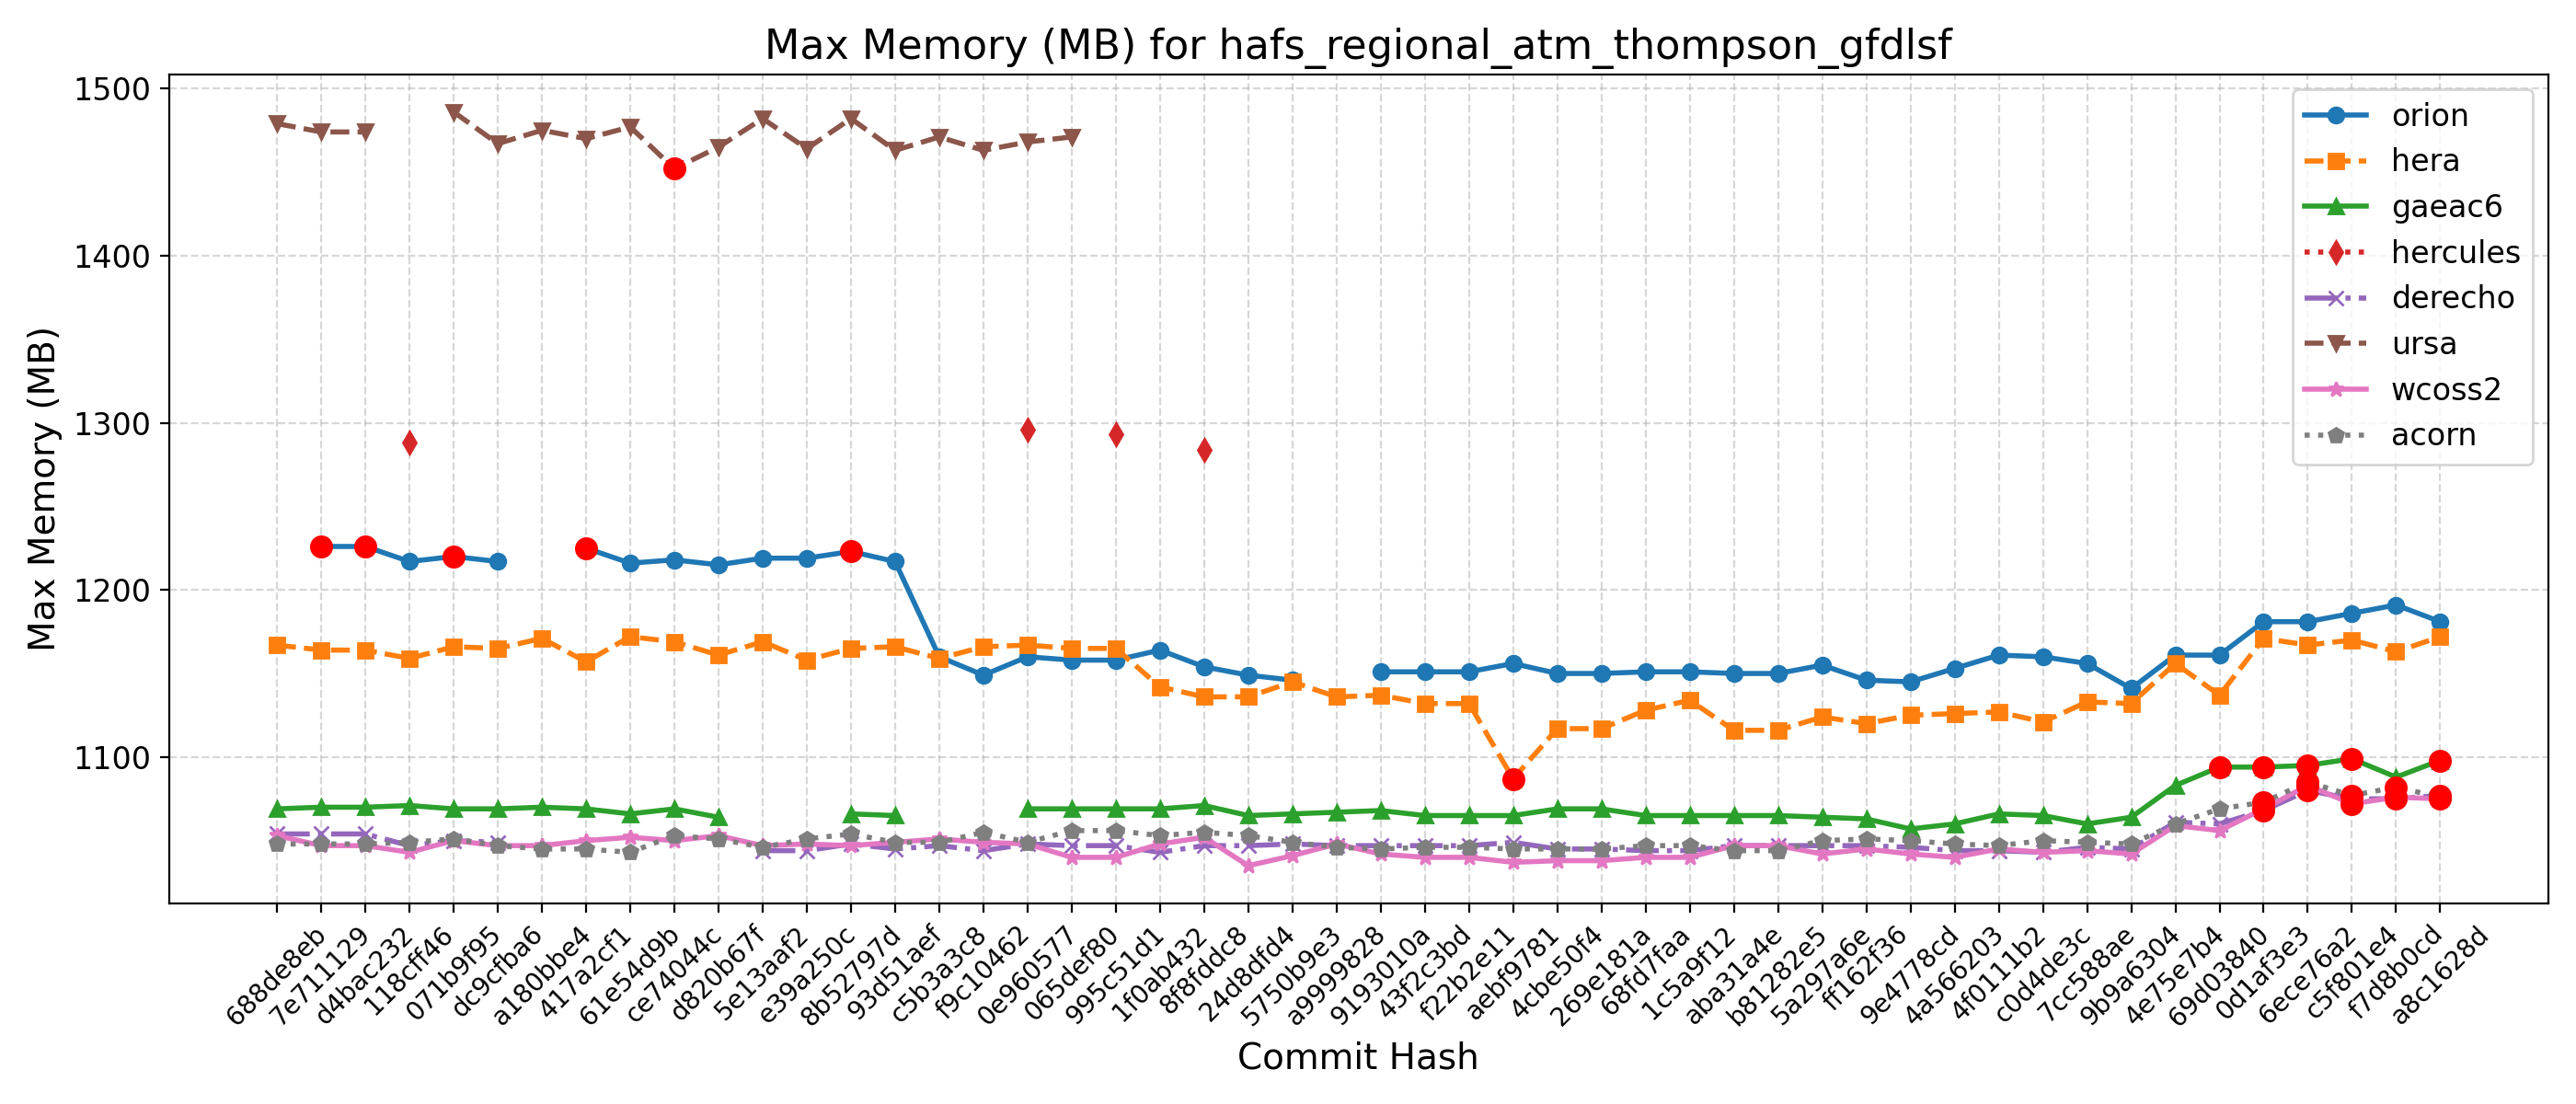 Max Memory (MB) for hafs_regional_atm_thompson_gfdlsf
Max Memory (MB)
1500
1400
1300
1200
1100
orion
hera
gaeac6
hercules
derecho
ursa
wcoss2
acorn
688de8eb
7e711129
d4bac232
118cff46
071b9f95
dc9cfba6
a180bbe4
417a2cf1
61e54d9b
ce74044c
d820b67f
5e13aaf2
e39a250c
8b52797d
93d51aef
c5b3a3c8
f9c10462
0e960577
065def80
995c51d1
1f0ab432
8f8fddc8
24d8dfd4
5750b9e3
a9999828
9193010a
43f2c3bd
f22b2e11
aebf9781
4cbe50f4
269e181a
68fd7faa
1c5a9f12
aba31a4e
b81282e5
5a297a6e
ff162f36
9e4778cd
4a566203
4f0111b2
c0d4de3c
7cc588ae
9b9a6304
4e75e7b4
69d03840
0d1af3e3
6ece76a2
c5f801e4
f7d8b0cd
a8c1628d
Commit Hash